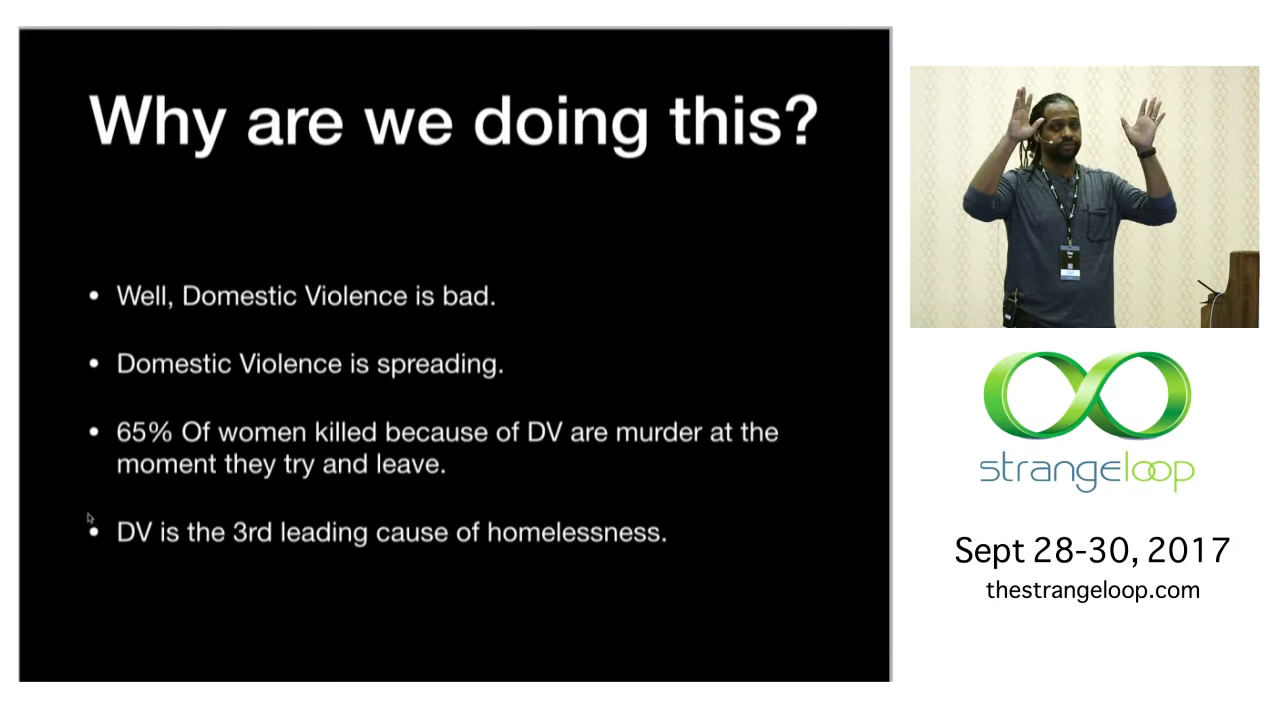 Why are we doing this?
• Well, Domestic Violence is bad.
• Domestic Violence is spreading.
• 65% Of women killed because of DV are murder at the
moment they try and leave.
• DV is the 3rd leading cause of homelessness.
strangeloop
Sept 28-30, 2017
thestrangeloop.com